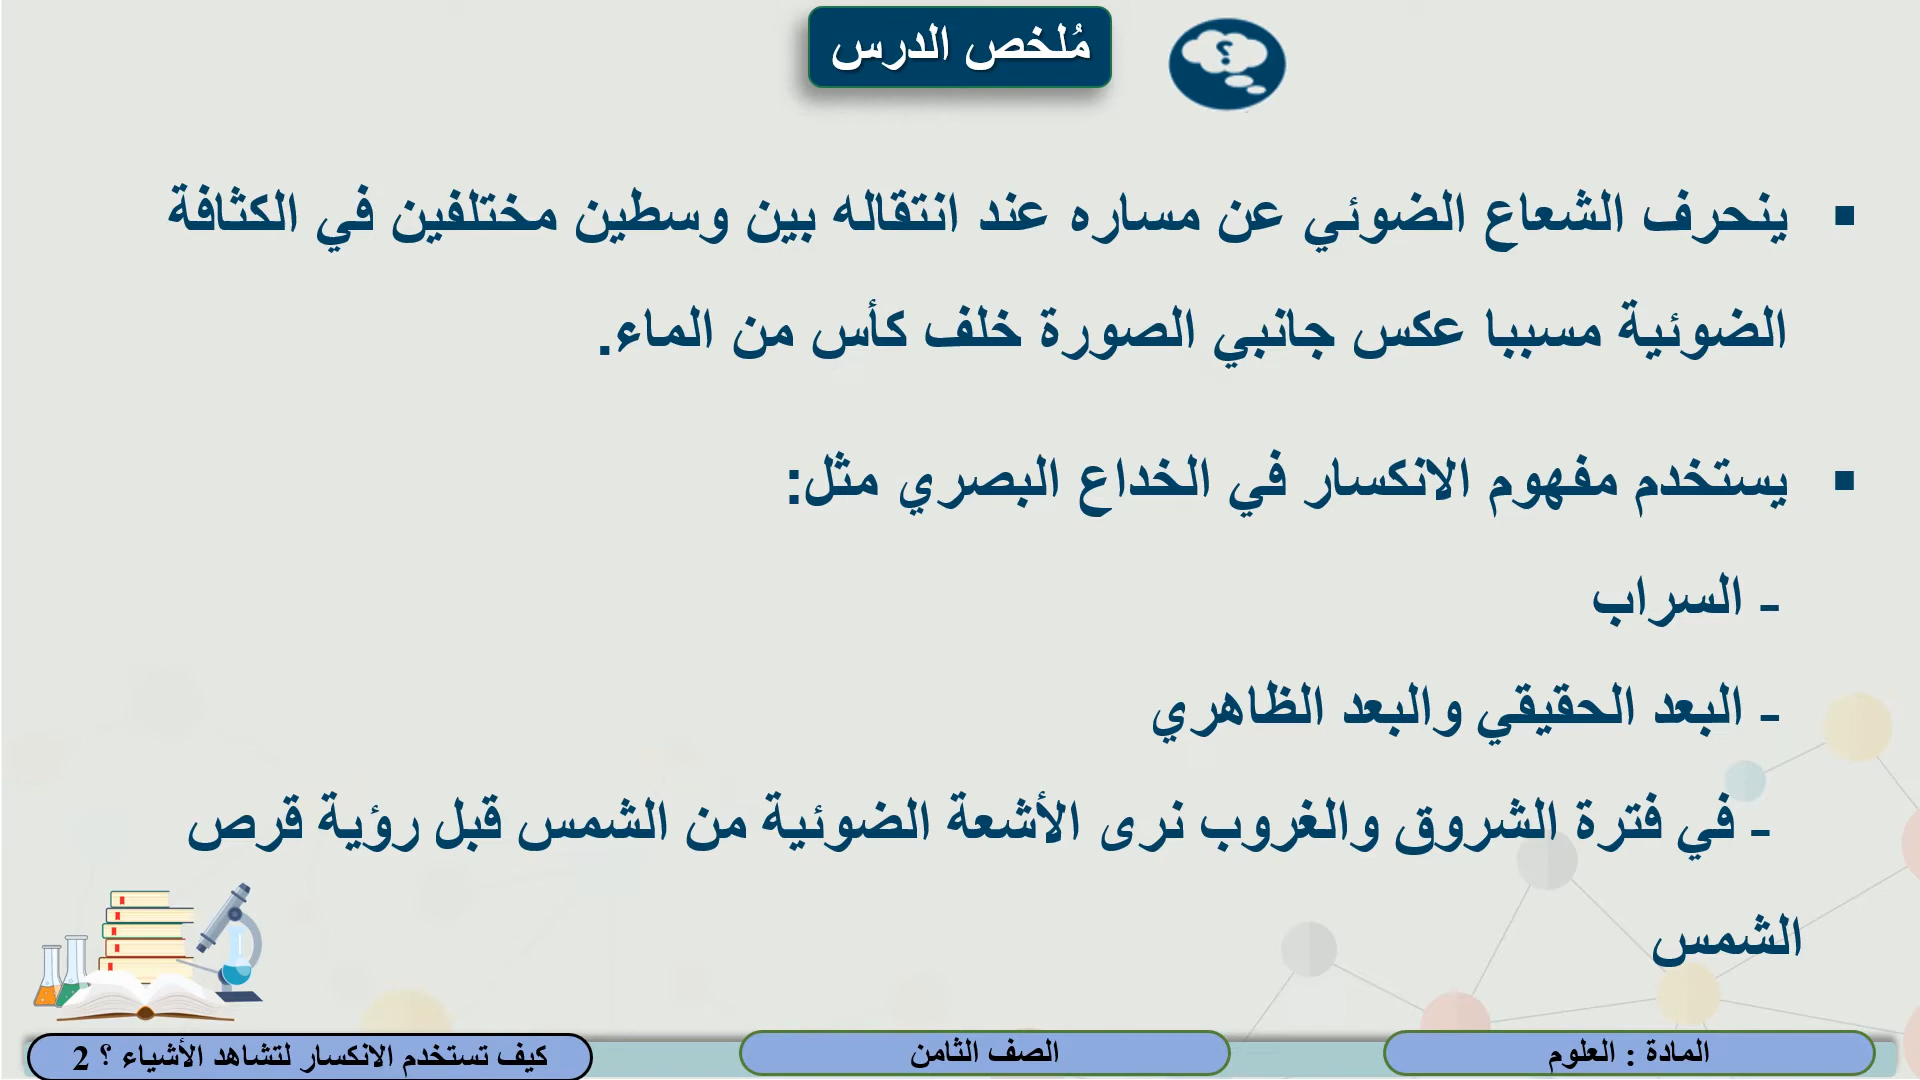 مُلخص الدرس
؟
▪ ينحرف الشعاع الضوئي عن مساره عند انتقاله بين وسطين مختلفين في الكثافة
الضوئية مسببا عكس جانبي الصورة خلف كأس من الماء.
▪ يستخدم مفهوم الانكسار في الخداع البصري مثل:
- السراب
- البعد الحقيقي والبعد الظاهري
- في فترة الشروق والغروب نرى الأشعة الضوئية من الشمس قبل رؤية قرص
الشمس
المادة : العلوم
الصف الثامن
كيف تستخدم الانكسار لتشاهد الأشياء ؟ 2